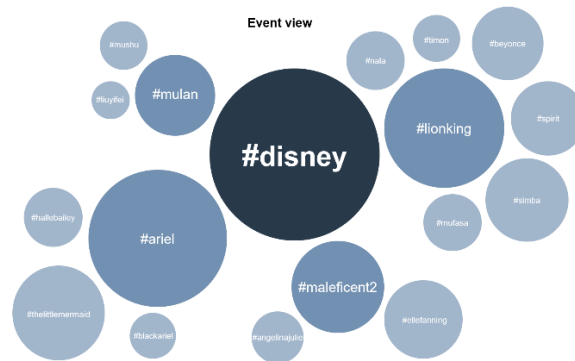 Event view
#mushu
#timon
#beyonce
#nala
#mulan
#liuyifei
#lionking
#spirit
#disney
#simba
#hallebailey
#mufasa
#ariel
#maleficent2
#thelittlemermaid
#blackariel
#angelinajulie
#ellefanning